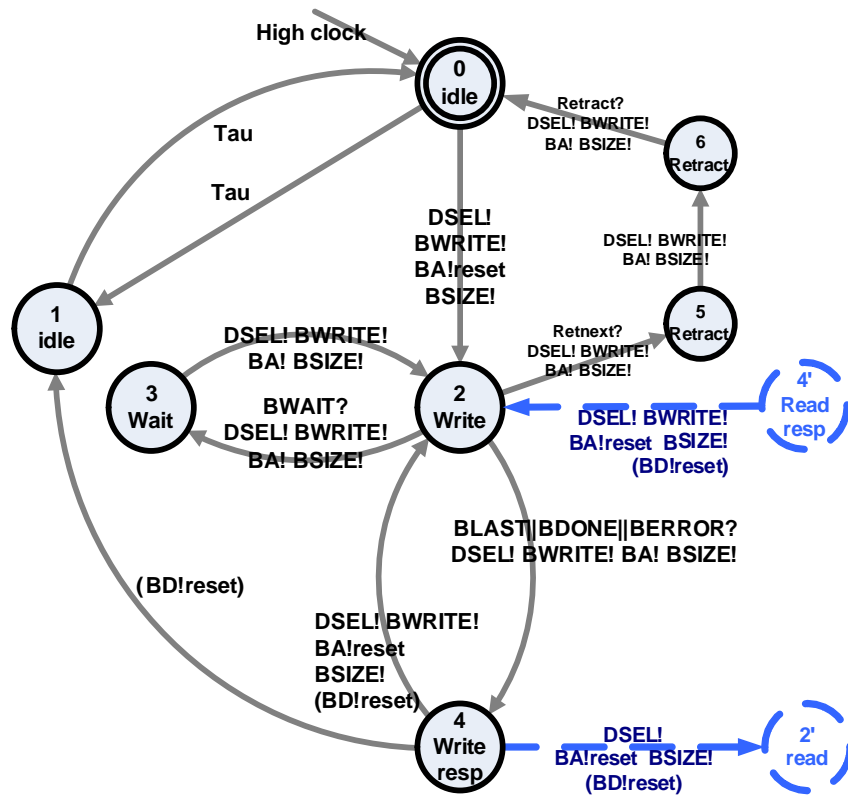 High clock
0
idle
Retract?
DSEL! BWRITE!
BA! BSIZE!
6
Retract
Tau
Tau
DSEL!
BWRITE!
BA!reset
BSIZE!
DSEL! BWRITE!
BA! BSIZE!
1
idle
5
Retract
DSEL! BWRITE!
BA! BSIZE!
Retnext?
DSEL! BWRITE!
BA! BSIZE!
3
Wait
2
Write
4'
Read
resp
BWAIT?
DSEL! BWRITE!
BA! BSIZE!
DSEL! BWRITE!
BA!reset BSIZE!
(BD!reset)
BLAST||BDONE||BERROR?
DSEL! BWRITE! BA! BSIZE!
(BD!reset)
DSEL! BWRITE!
BA!reset
BSIZE!
(BD!reset)
4
Write
resp
DSEL!
BA!reset BSIZE!
(BD!reset)
2'
read